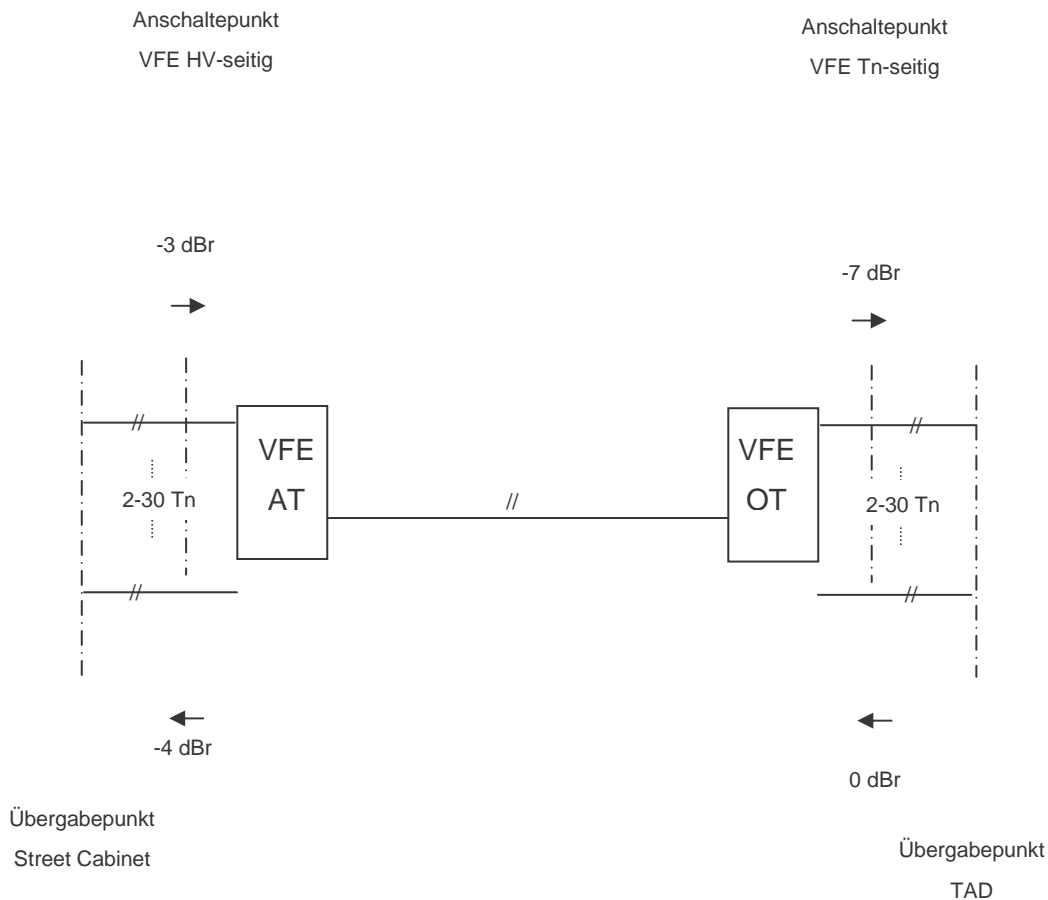 Anschaltepunkt
VFE HV-seitig
Anschaltepunkt
VFE Tn-seitig
-3 dBr
-7 dBr
VFE
AT
VFE
OT
2-30 Tn
2-30 Tn
//
//
//
//
//
-4 dBr
0 dBr
Übergabepunkt
Street Cabinet
Übergabepunkt
TAD